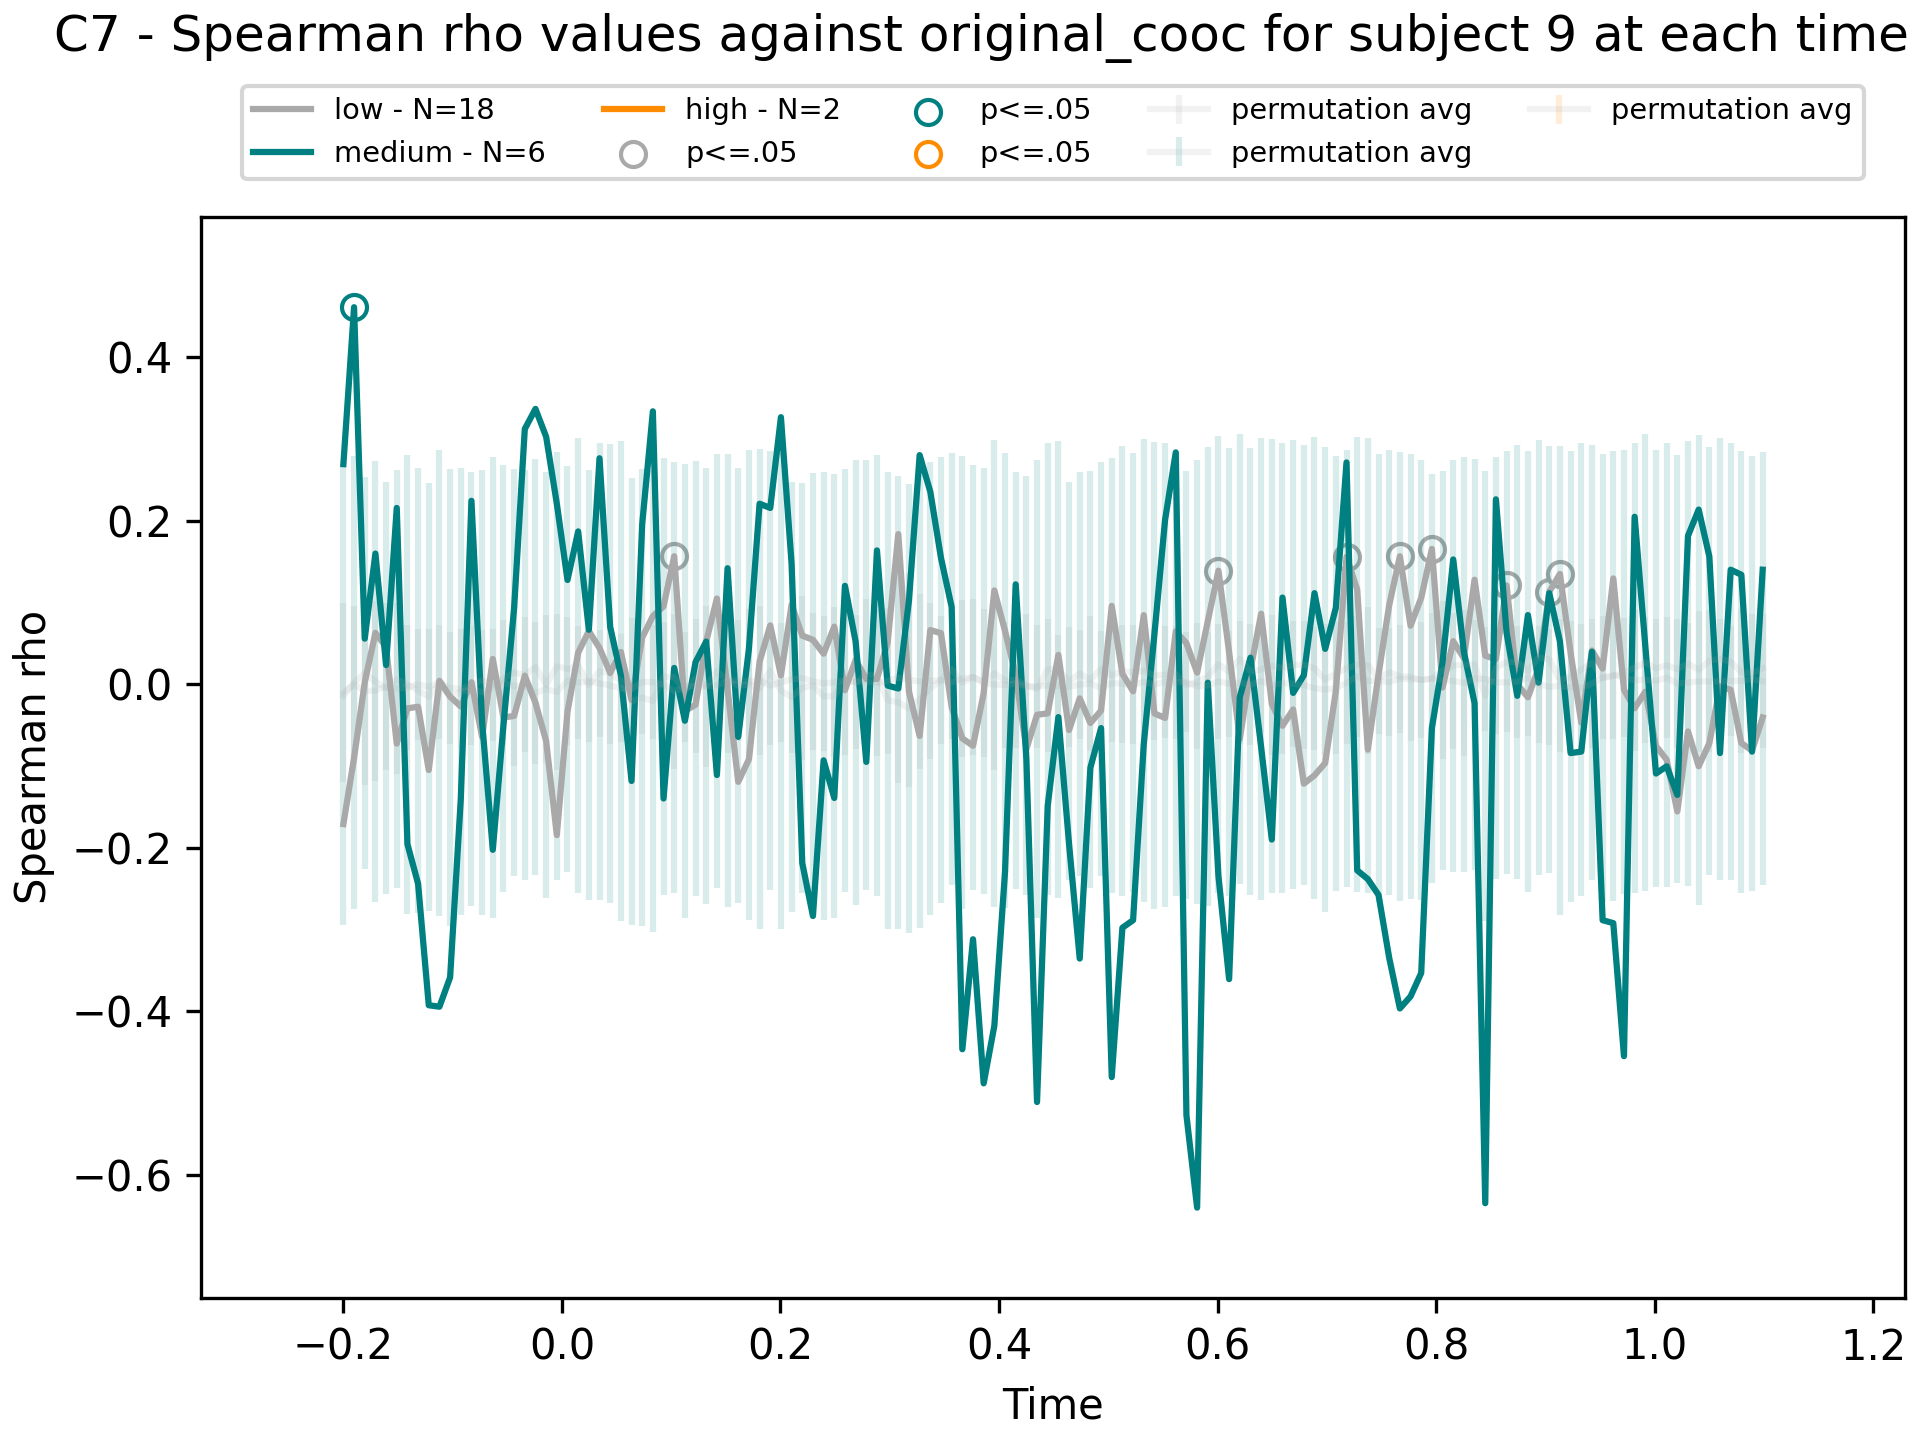 C7 - Spearman rho values against original_cooc for subject 9 at each time
low - N=18
medium - N=6
high - N=2
p<=.05
p<=.05
p<=.05
permutation avg
permutation avg
permutation avg
Spearman rho
0.4
0.2
0.0
−0.2
−0.4
−0.6
−0.2
0.0
0.2
0.4
0.6
0.8
1.0
1.2
Time